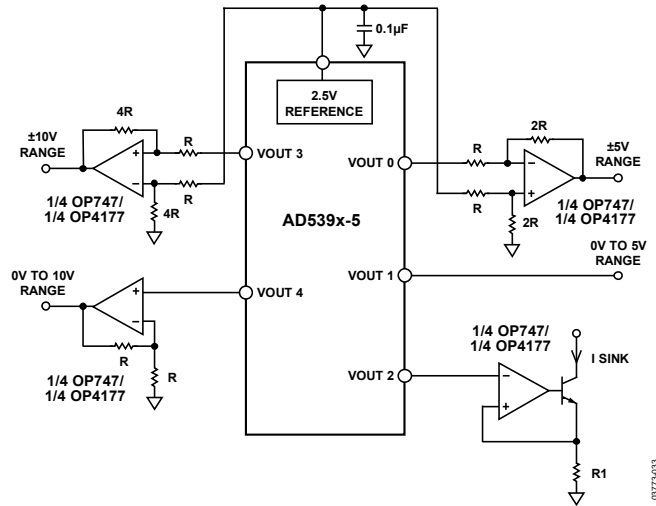 0.1µF
2.5V
REFERENCE
4R
±10V
RANGE
+
R
VOUT 3
–
R
1/4 OP747/
1/4 OP4177
4R
VOUT 0
R
2R
–
±5V
RANGE
R
+
1/4 OP747/
1/4 OP4177
2R
AD539x-5
0V TO 10V
RANGE
+
VOUT 4
–
R
1/4 OP747/
1/4 OP4177
R
VOUT 1
0V TO 5V
RANGE
1/4 OP747/
1/4 OP4177
I SINK
VOUT 2
–
+
R1
03773-033